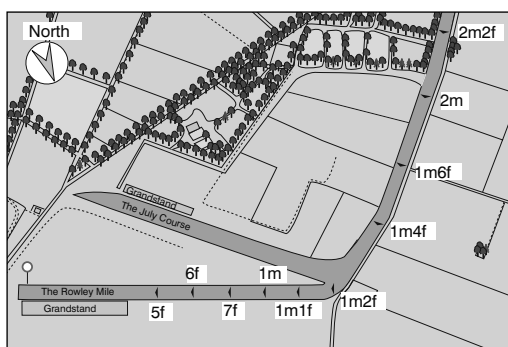 North
2m2f
2m
1m6f
Grandstand
The July Course
1m4f
6f
1m
The Rowley Mile
1m2f
Grandstand
5f
7f
1m1f